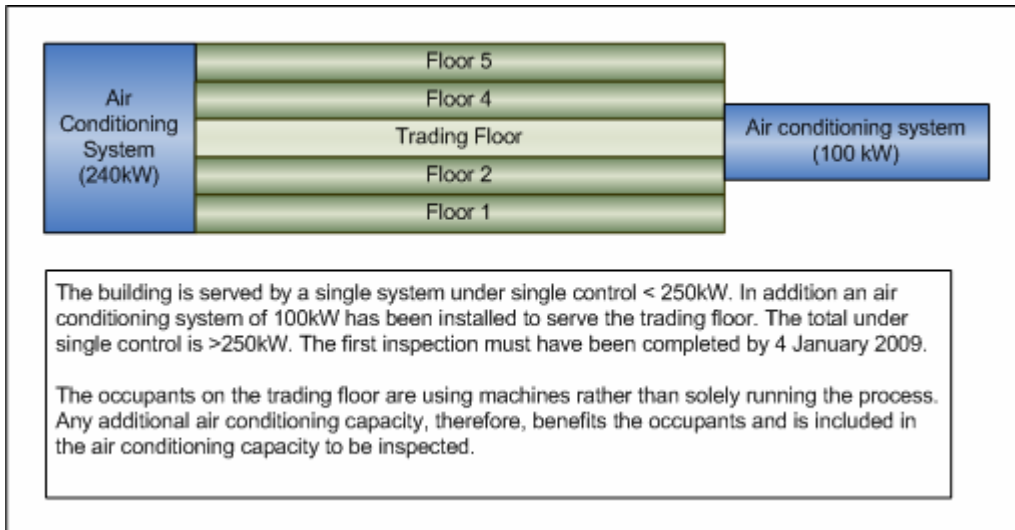 Floor 5
Air
Conditioning
System
(240kW)
Floor 4
Trading Floor
Floor 2
Floor 1
Air conditioning system
(100 kW)
The building is served by a single system under single control < 250kW. In addition an air
conditioning system of 100kW has been installed to serve the trading floor. The total under
single control is >250kW. The first inspection must have been completed by 4 January 2009.
The occupants on the trading floor are using machines rather than solely running the process.
Any additional air conditioning capacity, therefore, benefits the occupants and is included in
the air conditioning capacity to be inspected.